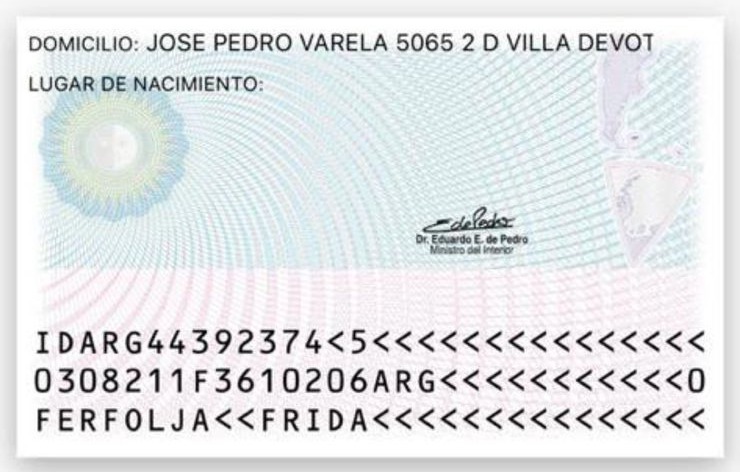 DOMICILIO: JOSE PEDRO VARELA 5065 2 D VILLA DEVOT
LUGAR DE NACIMIENTO:
Dr. Eduardo E. de Pedro
Ministro del Interior
IDARG44392374<5<<<<<<<<<<<<<<<
0308211F3610206ARG<<<<<<<<<<<0
FERFOLJA<<FRIDA<<<<<<<<<<<<<<<